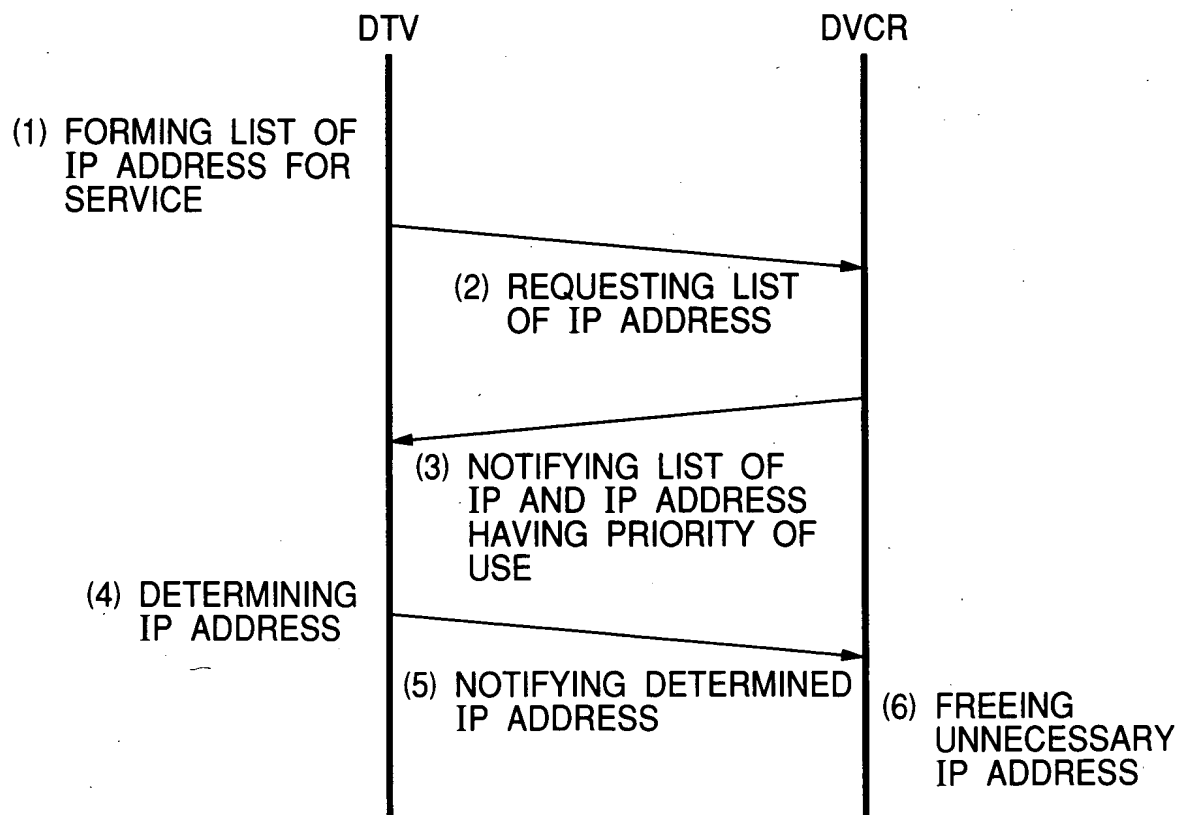 DTV
DVCR
(1) FORMING LIST OF
IP ADDRESS FOR
SERVICE
(2) REQUESTING LIST
OF IP ADDRESS
(3) NOTIFYING LIST OF
IP AND IP ADDRESS
HAVING PRIORITY OF
USE
(4) DETERMINING
IP ADDRESS
(5) NOTIFYING DETERMINED
IP ADDRESS
(6) FREEING
UNNECESSARY
IP ADDRESS